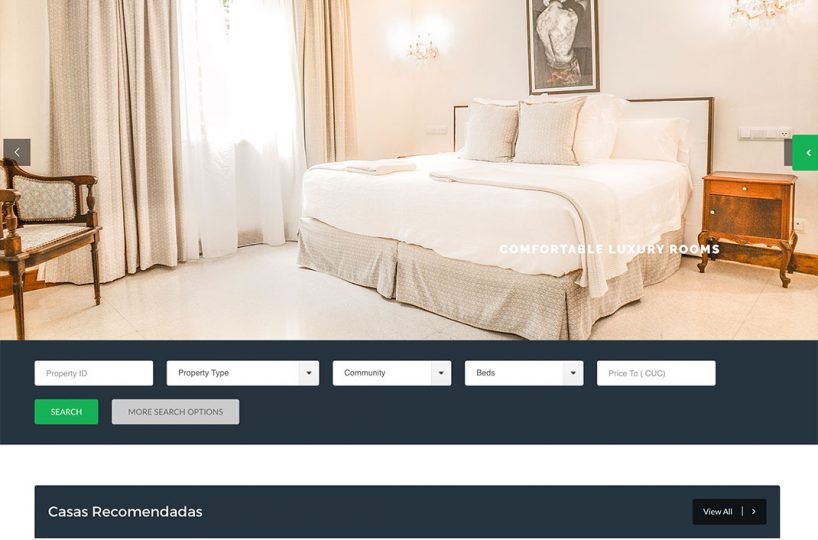 COMFORTABLE LUXURY ROOMS
Property ID
Property Type
Community
Beds
Price To ( CUC)
SEARCH
MORE SEARCH OPTIONS
Casas Recomendadas
View All